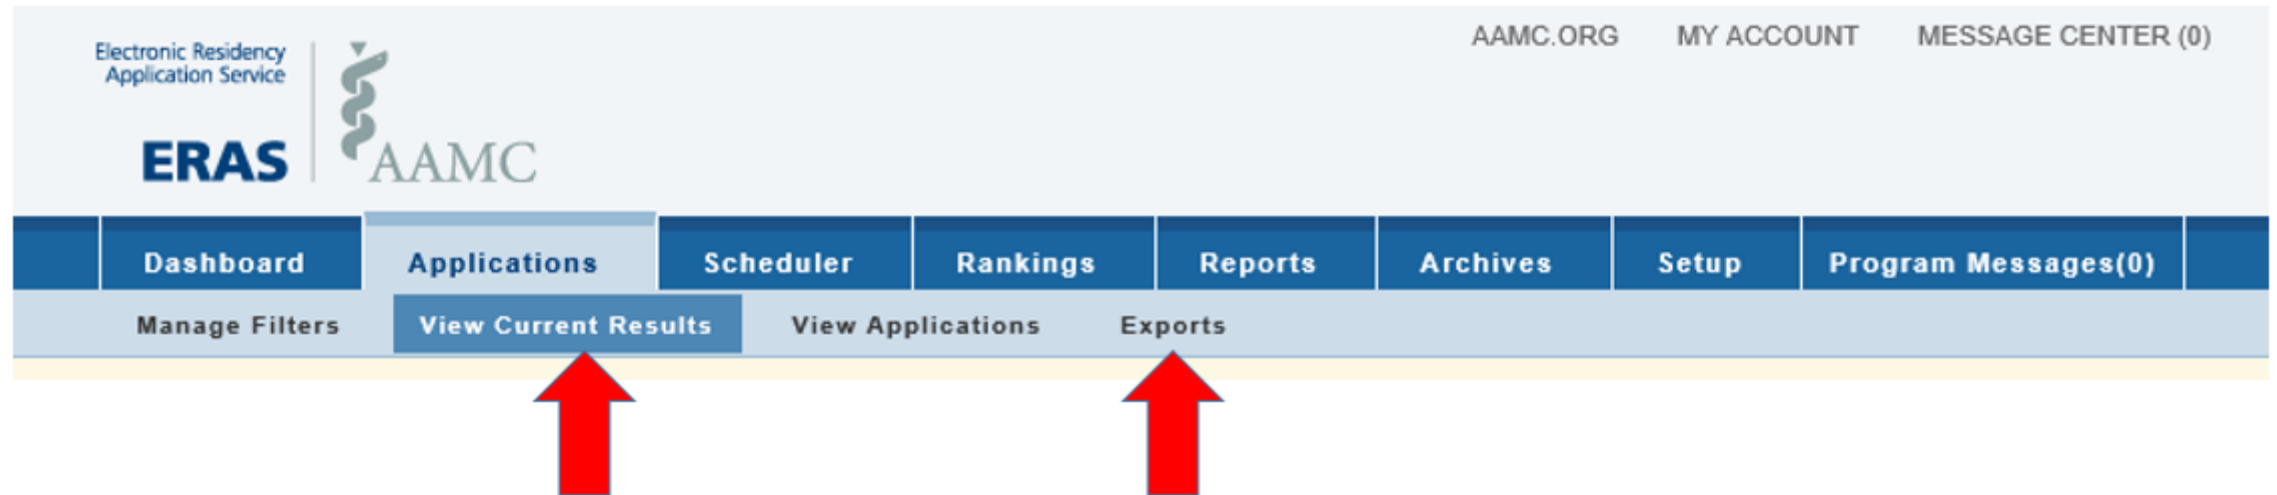 AAMC.ORG MY ACCOUNT MESSAGE CENTER (0)
Electronic Residency
Application Service
ERAS
AAMC
Dashboard Applications Scheduler Rankings Reports Archives Setup Program Messages(0)
Manage Filters View Current Results View Applications Exports